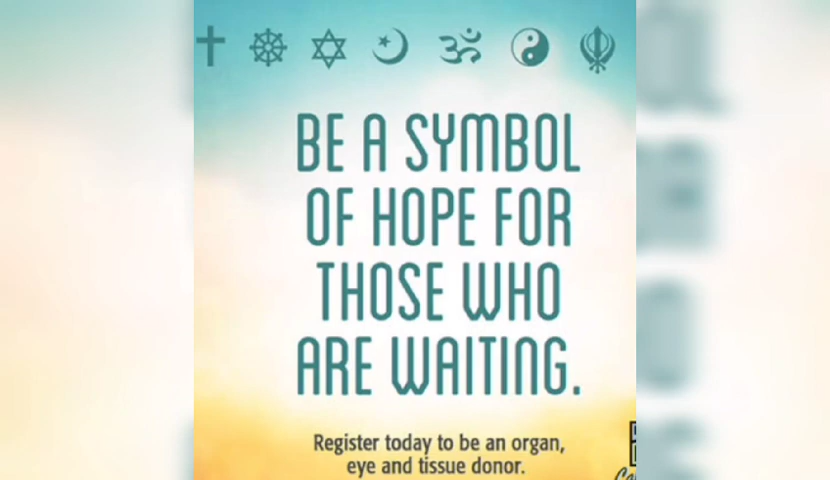 BE A SYMBOL
OF HOPE FOR
THOSE WHO
ARE WAITING.
Register today to be an organ,
eye and tissue donor.